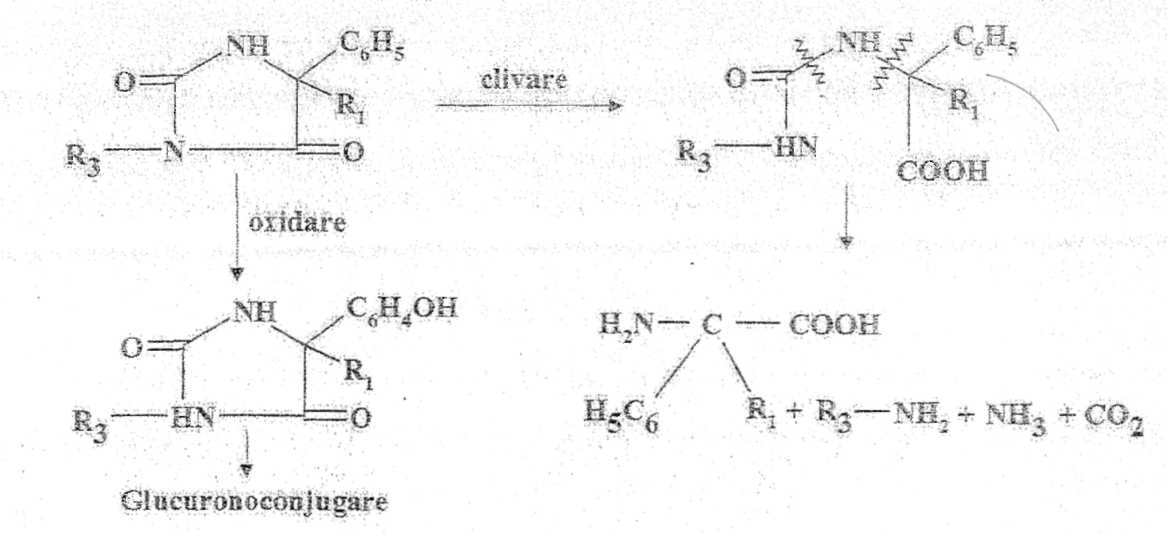 NH C₆H₅ NH C₆H₅
O clivare O
R₁ R₁
R₃ N O R₃ HN COOH
oxidare
NH C₆H₄OH H₂N C COOH
O
R₁
R₃ HN O H₅C₆ R₁ + R₃ NH₂ + NH₃ + CO₂
Glucuronoconjugare